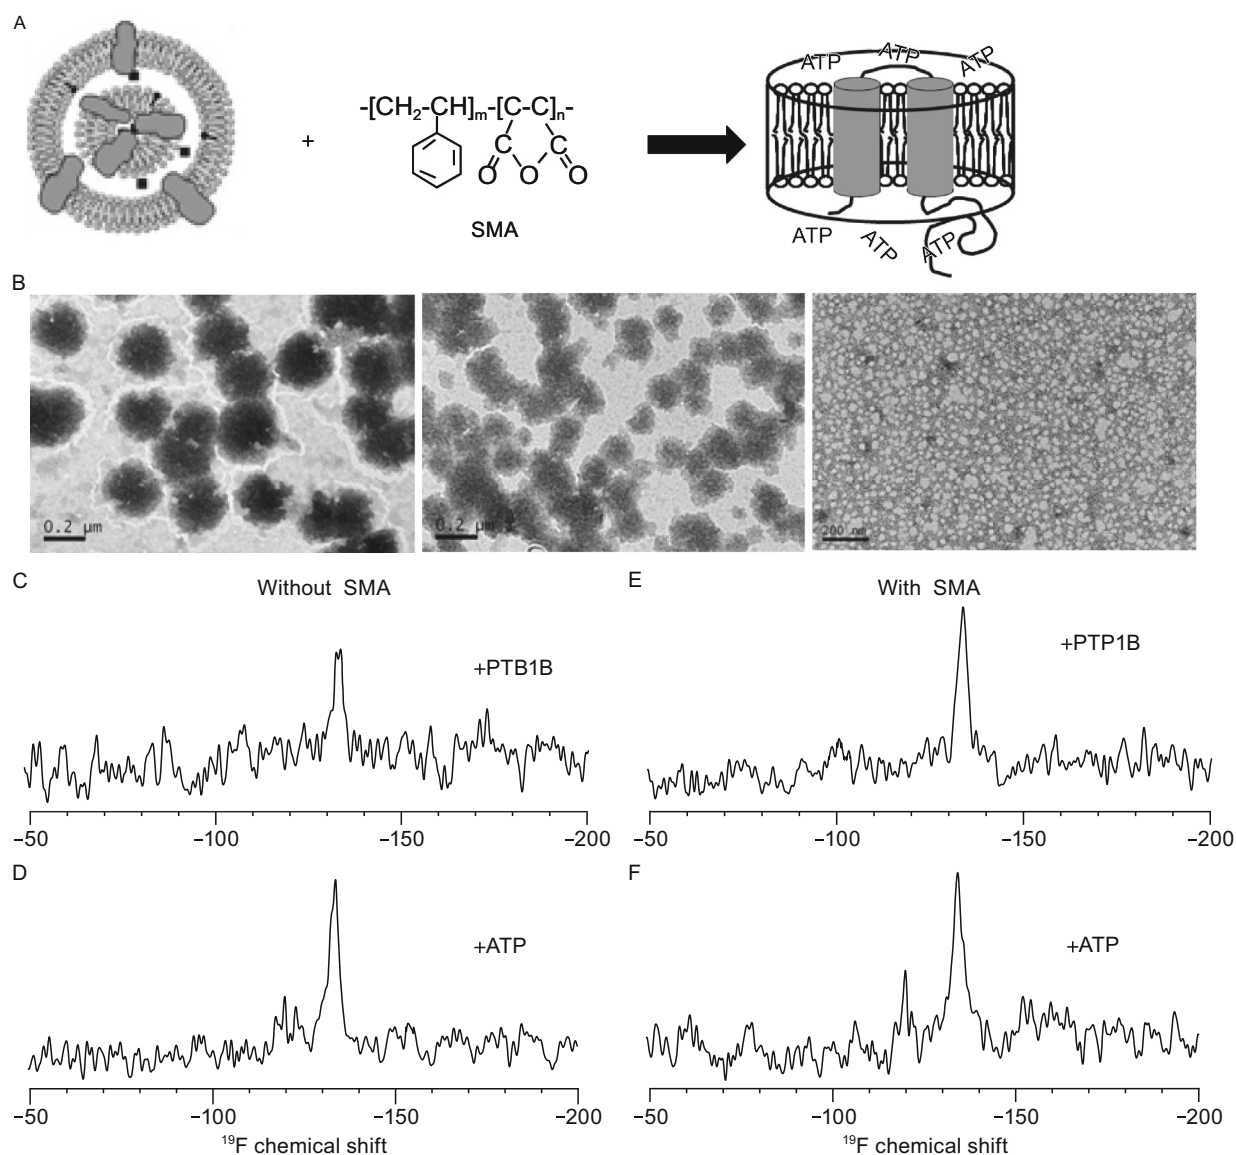 A
-[CH2-CH]m-[C-C]n-
+
C C
O O O
SMA
ATP ATP ATP
ATP ATP ATP
B
0.2 μm
0.2 μm
200 nm
C
Without SMA
+PTB1B
−50 −100 −150 −200
E
With SMA
+PTP1B
−50 −100 −150 −200
D
+ATP
−50 −100 −150 −200
19F chemical shift
F
+ATP
−50 −100 −150 −200
19F chemical shift